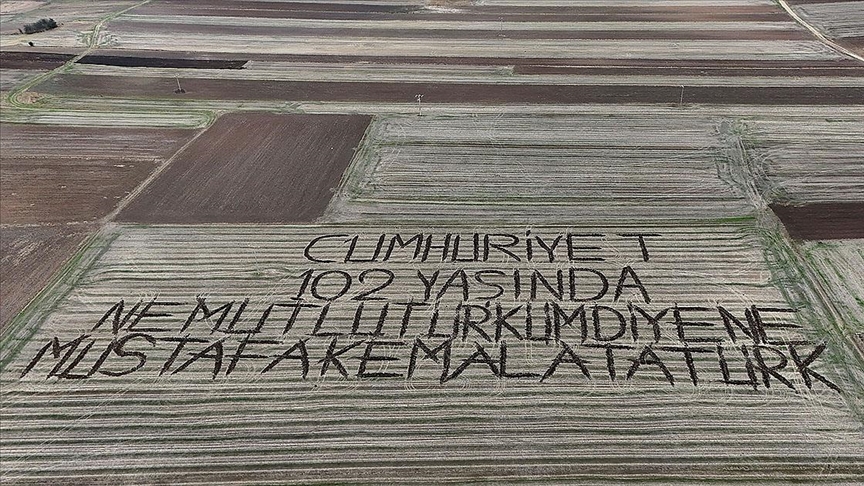 CUMHURİYET
102 YAŞINDA
NE MUTLU TÜRKÜM DİYENE
MUSTAFA KEMAL ATATÜRK